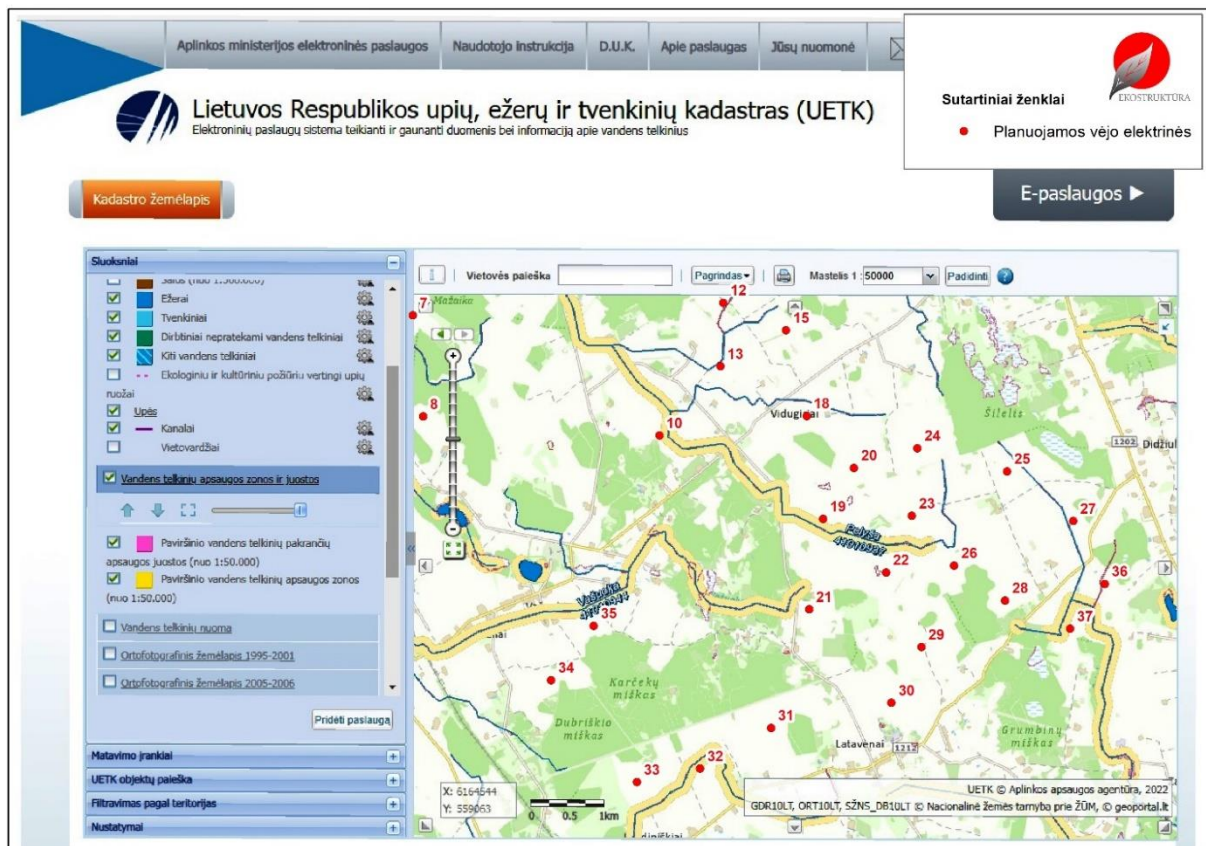 Aplinkos ministerijos elektroninės paslaugos
Naudotojo instrukcija
D.U.K.
Apie paslaugas
Jūsų nuomonė
EKOSTRUKTŪRA
Sutartiniai ženklai
Planuojamos vėjo elektrinės
Lietuvos Respublikos upių, ežerų ir tvenkinių kadastras (UETK)
Elektroninių paslaugų sistema teikianti ir gaunanti duomenis bei informaciją apie vandens telkinius
Kadastro žemėlapis
E-paslaugos
Sluoksniai
Ežerai
Tvenkiniai
Dirbtiniai nepratekami vandens telkiniai
Kiti vandens telkiniai
Ekologiniu ir kultūriniu požiūriu vertingi upių
ruožai
Upės
Kanalai
Vietovardžiai
Vandens telkinių apsaugos zonos ir juostos
Paviršinio vandens telkinių pakrančių
apsaugos juostos (nuo 1:50.000)
Paviršinio vandens telkinių apsaugos zonos
(nuo 1:50.000)
Vandens telkinių nuoma
Ortofotografinis žemėlapis 1995-2001
Ortofotografinis žemėlapis 2005-2006
Pridėti paslaugą
Matavimo įrankiai
UETK objektų paieška
Filtravimas pagal teritorijas
Nustatymai
Vietovės paieška
Pagrindas
Mastelis 1 : 50000
Padidinti
7
Mažaika
12
15
13
8
10
Vidugiriai
18
Šilelis
1202
24
20
25
19
23
27
22
26
36
28
21
35
37
29
34
Karčekų
miškas
30
Dubriškio
miškas
31
Latavėnai
1212
Grumbinų
miškas
32
33
X: 6164544
Y: 559063
0 0.5 1km
UETK © Aplinkos apsaugos agentūra, 2022
GDR10LT, ORT10LT, SŽNS_DB10LT © Nacionalinė žemės tarnyba prie ŽŪM, © geoportal.lt